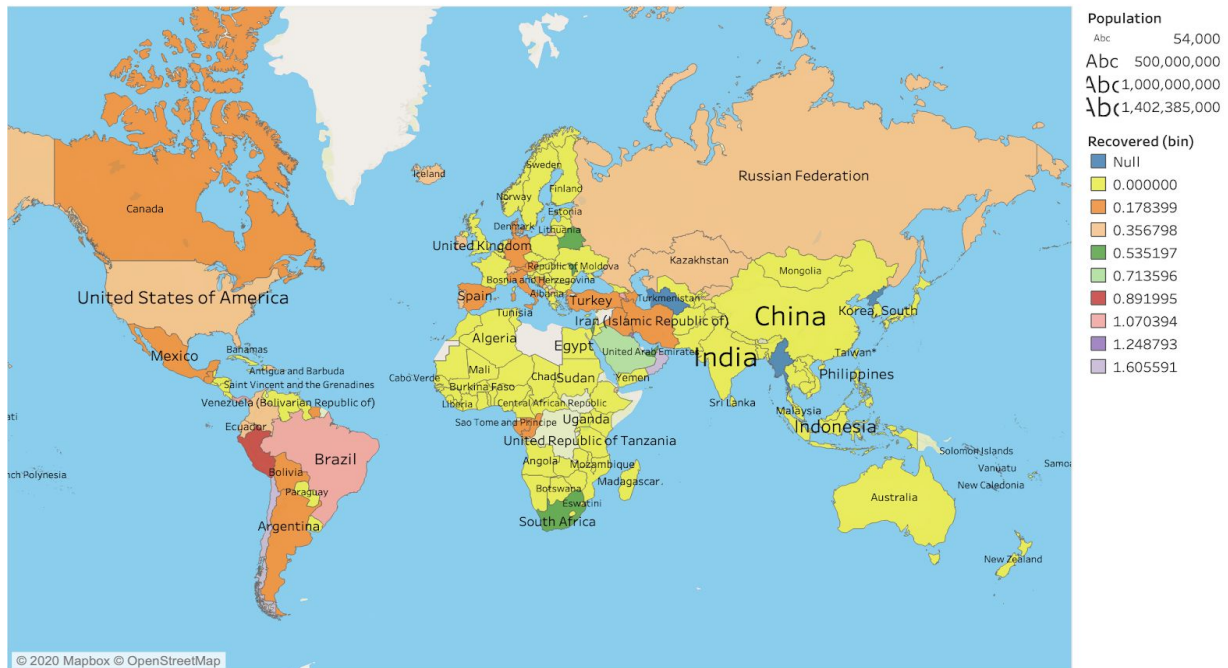 Population
Abc 54,000
Abc 500,000,000
Abc 1,000,000,000
Abc 1,402,385,000
Recovered (bin)
Null
0.000000
0.178399
0.356798
0.535197
0.713596
0.891995
1.070394
1.248793
1.605591
Iceland
Sweden
Finland
Norway
Russian Federation
Canada
Estonia
Denmark
Lithuania
United Kingdom
Kazakhstan
Republic of Moldova
Mongolia
Bosnia and Herzegovina
Albania
United States of America
Spain
Turkey
Turkmenistan
Tunisia
Iran (Islamic Republic of)
China
Korea, South
Algeria
Egypt
Bahamas
Mexico
United Arab Emirates
India
Taiwan*
Antigua and Barbuda
Mali
Chad
Sudan
Yemen
Philippines
Cabo Verde
Burkina Faso
Saint Vincent and the Grenadines
Venezuela (Bolivarian Republic of)
Liberia
Central African Republic
Sri Lanka
Malaysia
Ecuador
Sao Tome and Principe
Uganda
Indonesia
United Republic of Tanzania
Solomon Islands
Brazil
Angola
Mozambique
Vanuatu
Samoa
Bolivia
Madagascar
New Caledonia
nch Polynesia
ati
Paraguay
Botswana
Eswatini
Australia
Argentina
South Africa
New Zealand
© 2020 Mapbox © OpenStreetMap